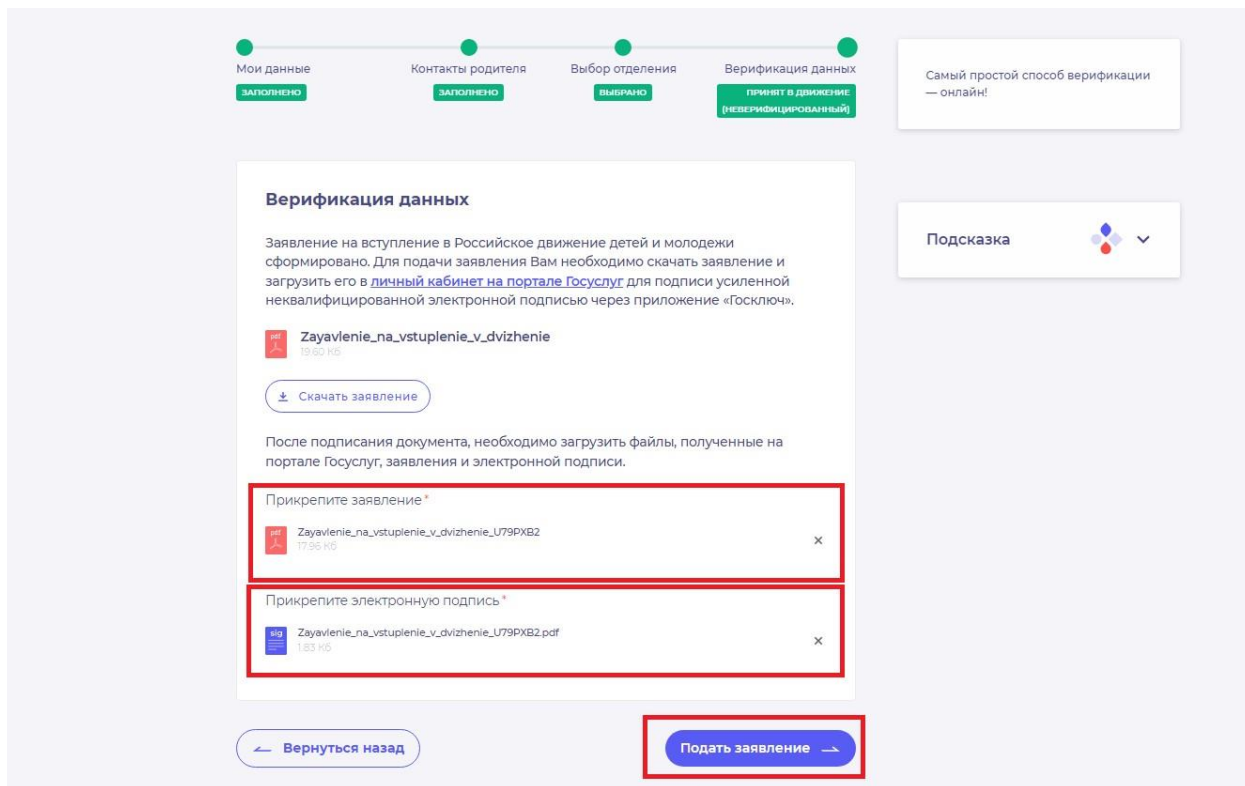 Мои данные
ЗАПОЛНЕНО
Контакты родителя
ЗАПОЛНЕНО
Выбор отделения
ВЫБРАНО
Верификация данных
ПРИНЯТ В ДВИЖЕНИЕ
(НЕВЕРИФИЦИРОВАННЫЙ)
Самый простой способ верификации
— онлайн!
Подсказка
Верификация данных
Заявление на вступление в Российское движение детей и молодежи
сформировано. Для подачи заявления Вам необходимо скачать заявление и
загрузить его в личный кабинет на портале Госуслуг для подписи усиленной
неквалифицированной электронной подписью через приложение «Госключ».
pdf
Zayavlenie_na_vstuplenie_v_dvizhenie
19.60 Кб
Скачать заявление
После подписания документа, необходимо загрузить файлы, полученные на
портале Госуслуг, заявления и электронной подписи.
Прикрепите заявление*
pdf
Zayavlenie_na_vstuplenie_v_dvizhenie_U79PXB2
17.96 Кб
Прикрепите электронную подпись*
sig
Zayavlenie_na_vstuplenie_v_dvizhenie_U79PXB2.pdf
1.83 Кб
Вернуться назад
Подать заявление